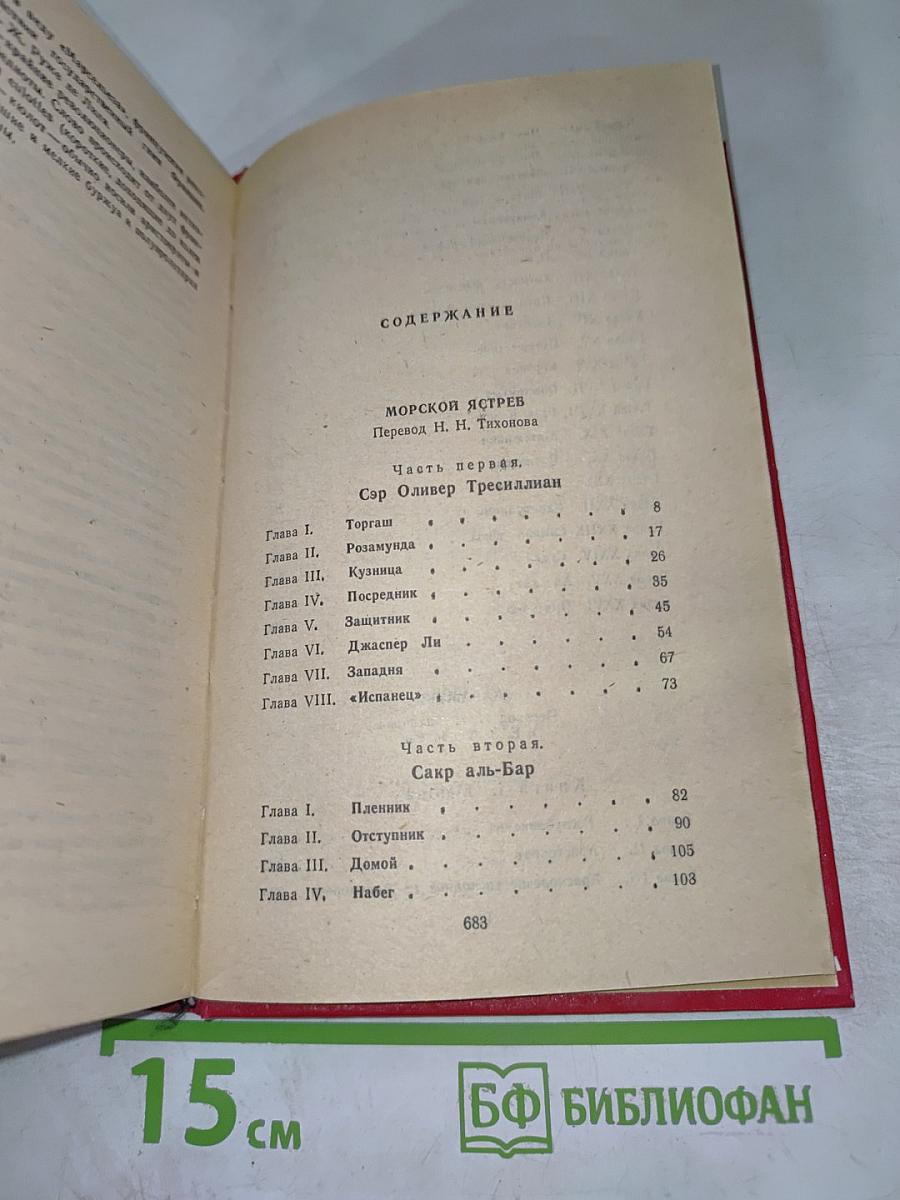 СОДЕРЖАНИЕ
МОРСКОЙ ЯСТРЕВ
Перевод Н. Н. Тихонова
Часть первая.
Сэр Оливер Тресиллиан
Глава I. Торгаш . . . . . . . . 8
Глава II. Розамунда . . . . . . . . 17
Глава III. Кузница . . . . . . . . 26
Глава IV. Посредник . . . . . . . . 35
Глава V. Защитник . . . . . . . . 45
Глава VI. Джаспер Ли . . . . . . . 54
Глава VII. Западня . . . . . . . 67
Глава VIII. «Испанец» . . . . . . . 73
Часть вторая.
Сакр аль-Бар
Глава I. Пленник . . . . . . . 82
Глава II. Отступник . . . . . . . 90
Глава III. Домой . . . . . . . . 105
Глава IV. Набег . . . . . . . . 103
683
15 см
БФ БИБЛИОФАН